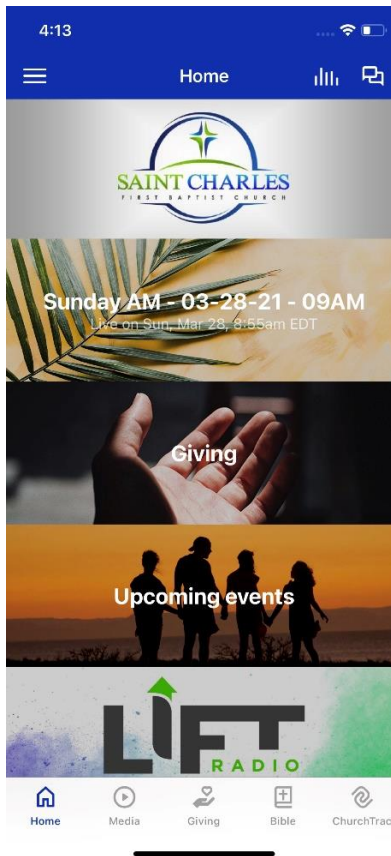 4:13
Home
SAINT CHARLES
FIRST BAPTIST CHURCH
Sunday AM - 03-28-21 - 09AM
Live on Sun, Mar 28, 8:55am EDT
Giving
Upcoming events
LIFT
RADIO
Home
Media
Giving
Bible
ChurchTrac